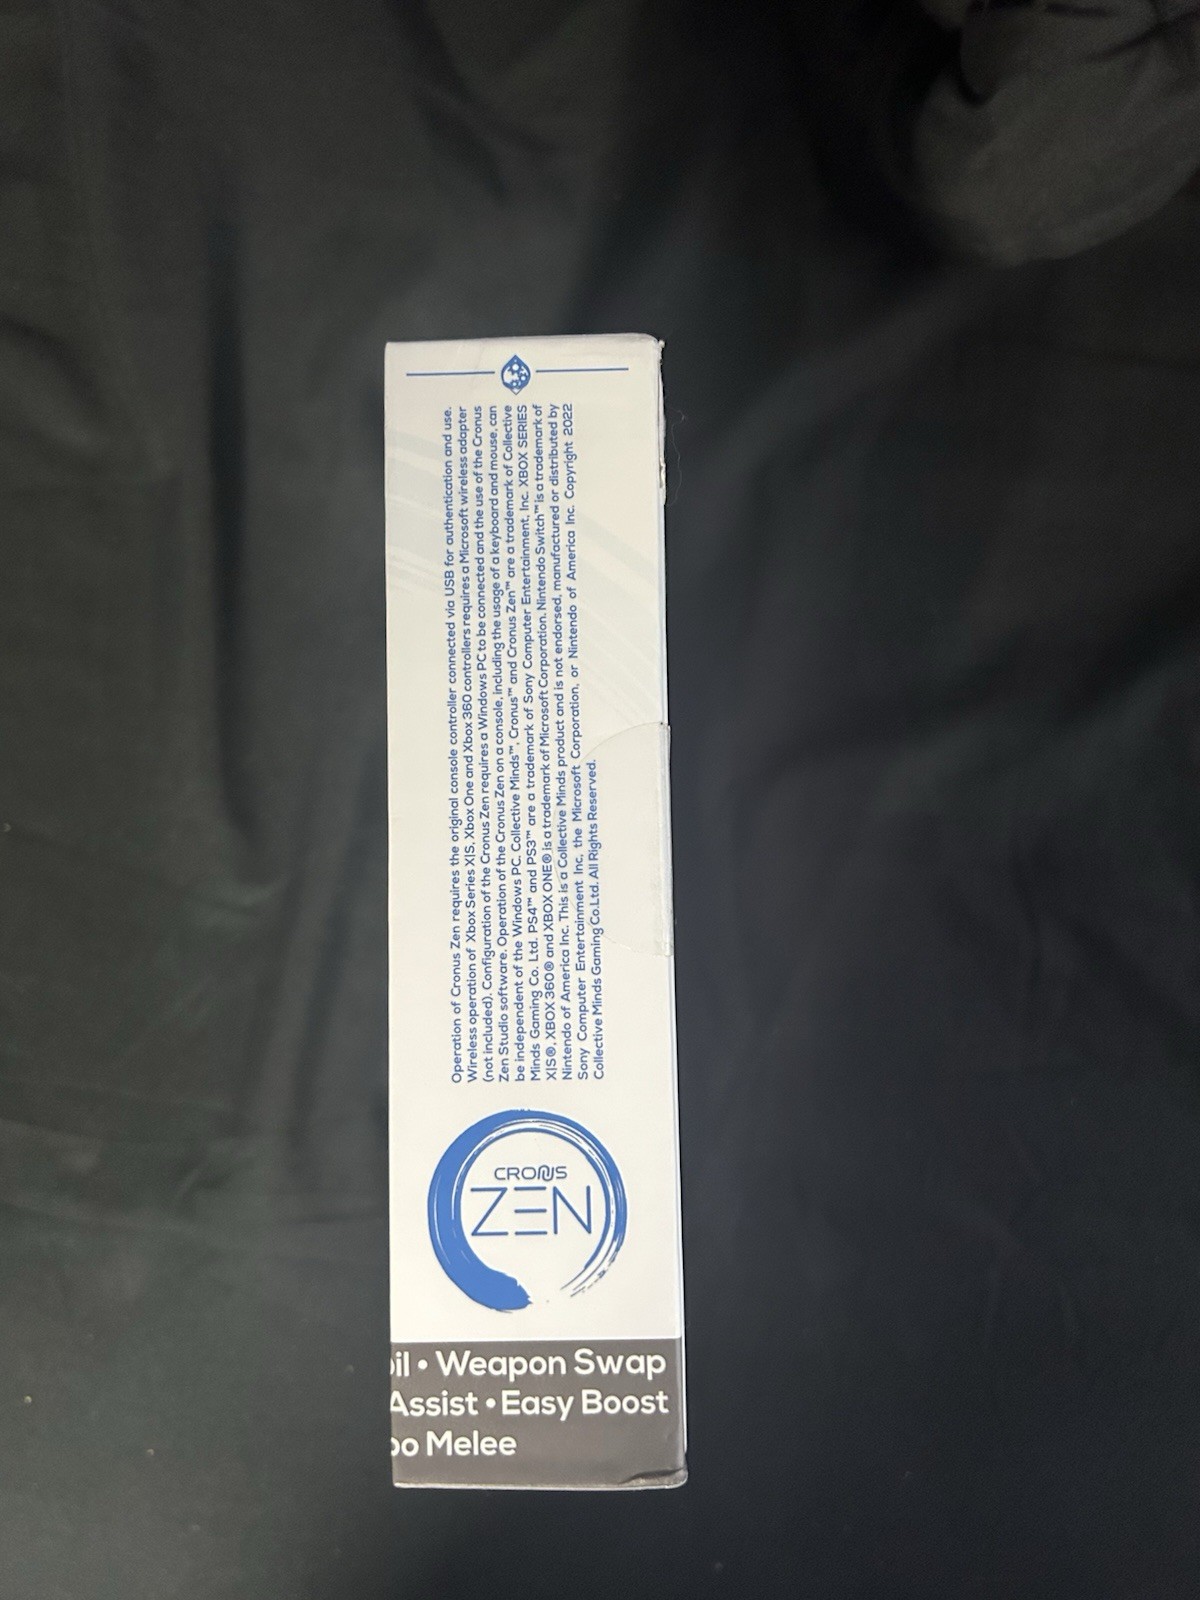 Operation of Cronus Zen requires the original console controller connected via USB for authentication and use.
Wireless operation of Xbox Series X|S, Xbox One and Xbox 360 controllers requires a Microsoft wireless adapter
(not included). Configuration of the Cronus Zen requires a Windows PC to be connected and the use of the Cronus
Zen Studio software. Operation of the Cronus Zen on a console, including the usage of a keyboard and mouse, can
be independent of the Windows PC. Collective Minds™, Cronus™ and Cronus Zen™ are a trademark of Collective
Minds Gaming Co. Ltd. PS4™ and PS3™ are a trademark of Sony Computer Entertainment, Inc. XBOX SERIES
X|S®, XBOX 360® and XBOX ONE® is a trademark of Microsoft Corporation. Nintendo Switch™ is a trademark of
Nintendo of America Inc. This is a Collective Minds product and is not endorsed, manufactured or distributed by
Sony Computer Entertainment Inc, the Microsoft Corporation, or Nintendo of America Inc. Copyright 2022
Collective Minds Gaming Co.Ltd. All Rights Reserved.
CRONUS
ZEN
oil • Weapon Swap
Assist • Easy Boost
bo Melee